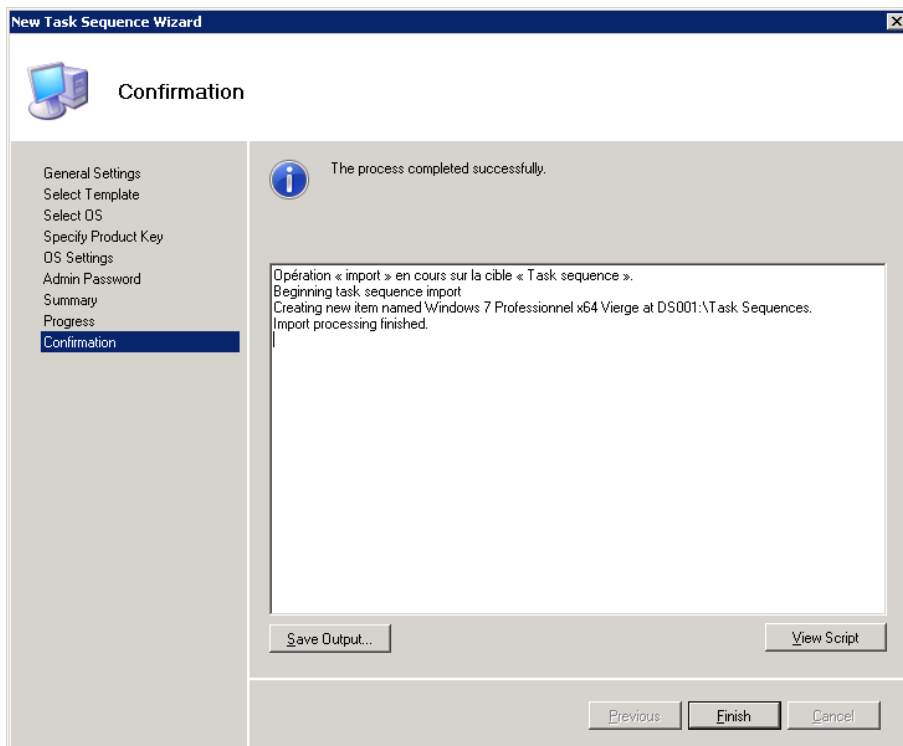 New Task Sequence Wizard
Confirmation
General Settings
Select Template
Select OS
Specify Product Key
OS Settings
Admin Password
Summary
Progress
Confirmation
The process completed successfully.
Opération « import » en cours sur la cible « Task sequence ».
Beginning task sequence import
Creating new item named Windows 7 Professionnel x64 Vierge at DS001:\Task Sequences.
Import processing finished.
Save Output...
View Script
Previous
Finish
Cancel